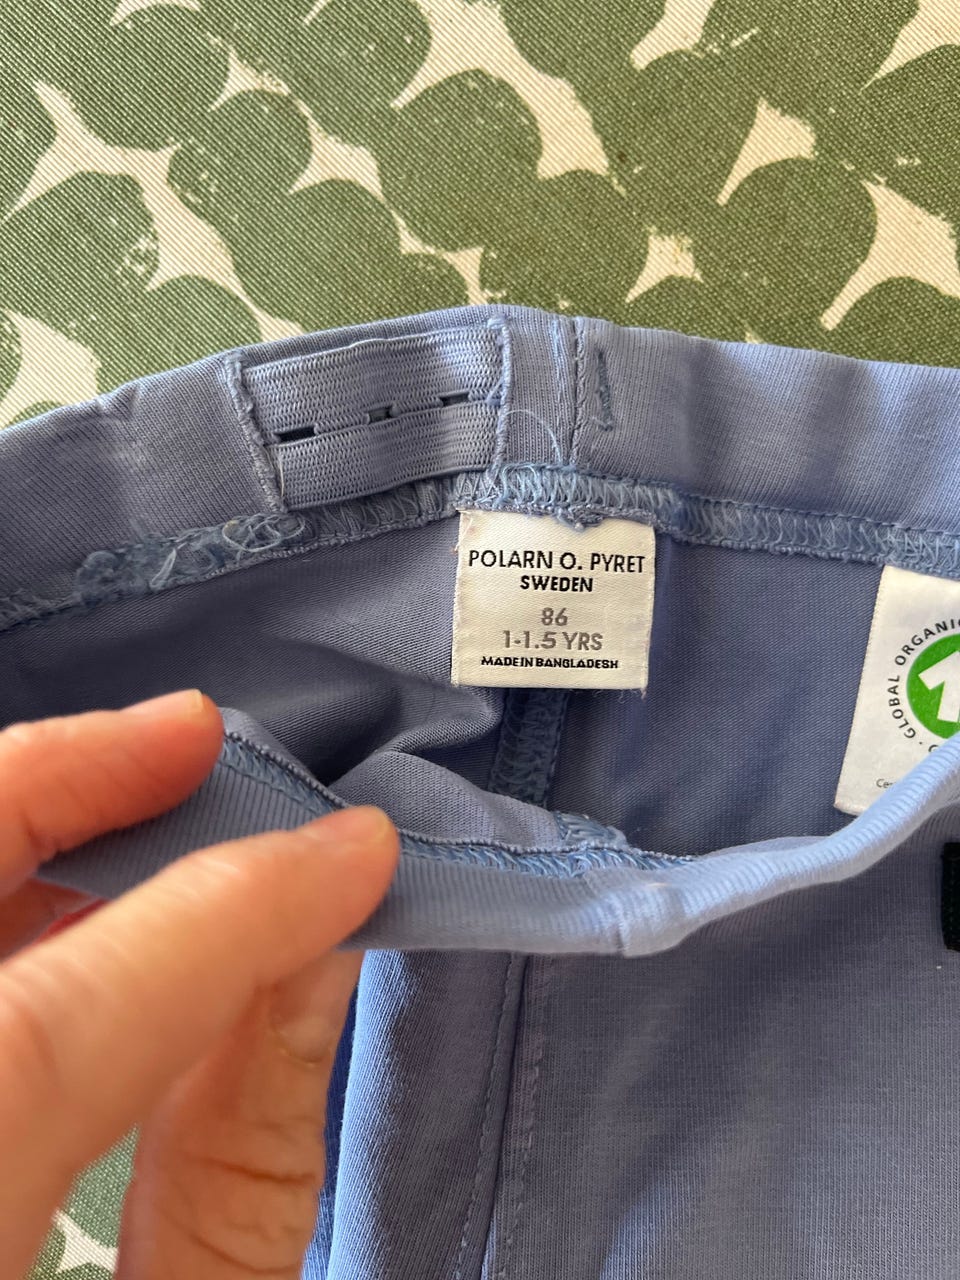 POLARN O. PYRET
SWEDEN
86
1-1.5 YRS
MADE IN BANGLADESH
GLOBAL ORGANIC